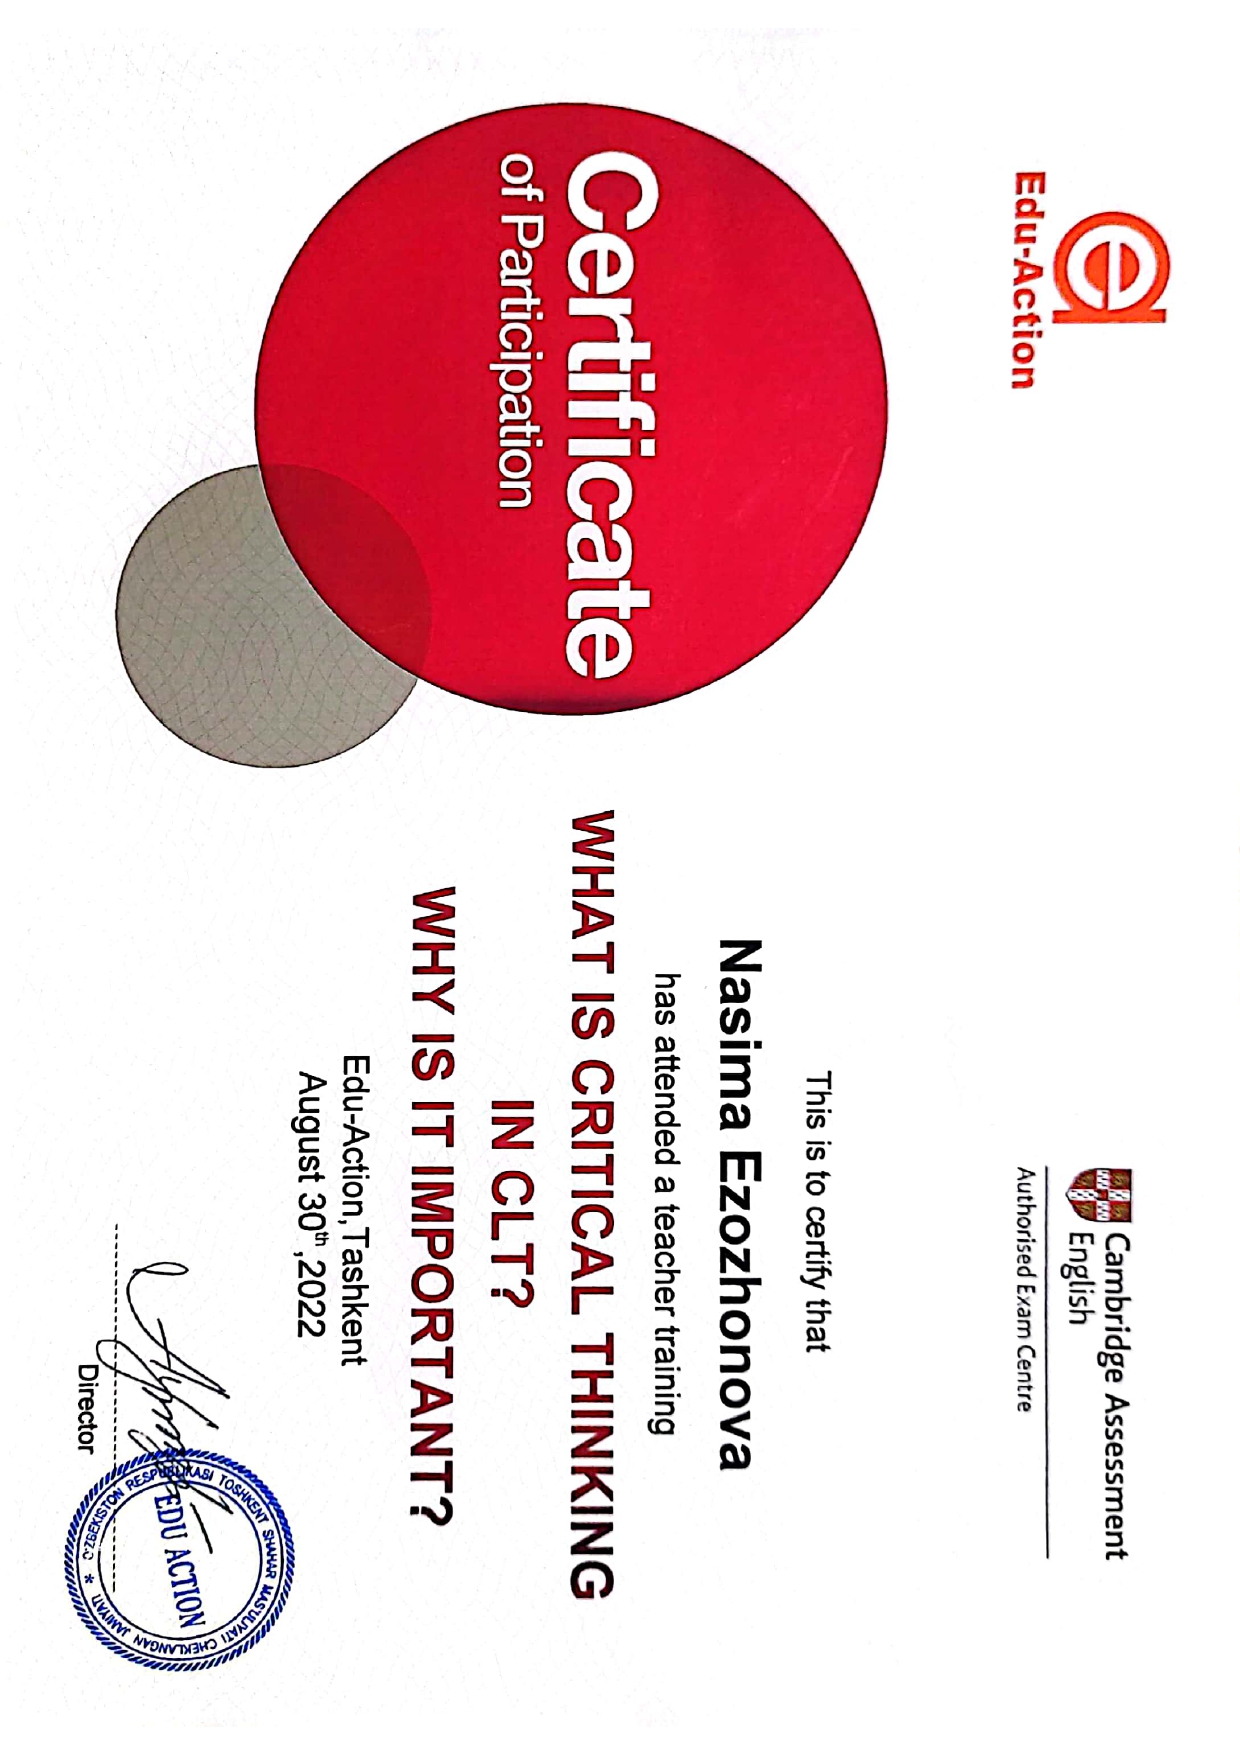 Edu-Action
Cambridge Assessment
English
Authorised Exam Centre
Certificate
of Participation
This is to certify that
Nasima Ezozhonova
has attended a teacher training
WHAT IS CRITICAL THINKING
IN CLT?
WHY IS IT IMPORTANT?
Edu-Action,Tashkent
August 30th,2022
Director
EDU ACTION
O'ZBEKISTON RESPUBLIKASI TOSHKENT SHAHAR MAS'ULIYATI CHEKLANGAN JAMIYATI *